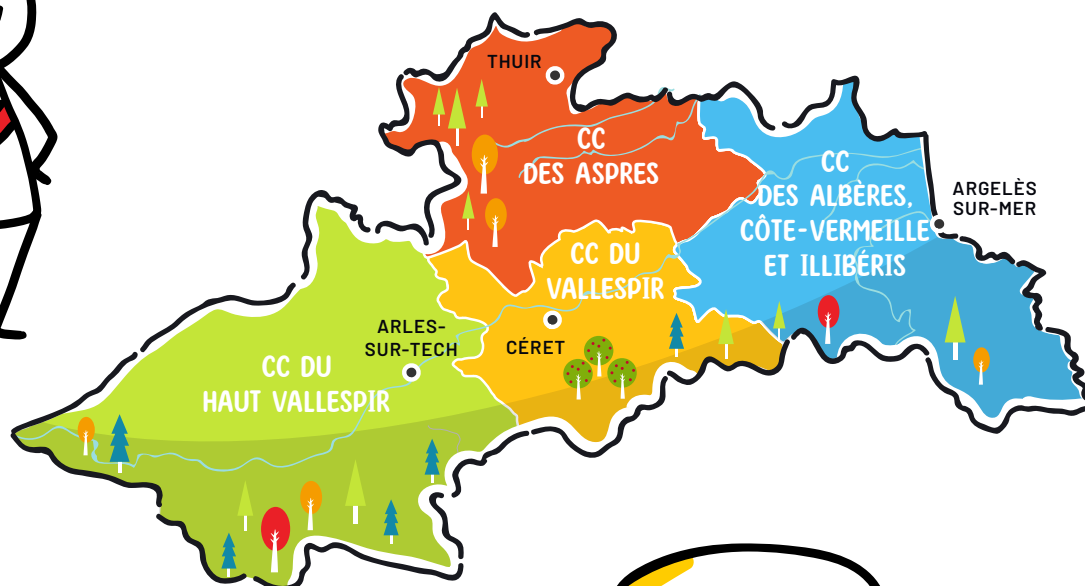 THUIR
CC
DES ASPRES
CC
DES ALBÈRES,
CÔTE-VERMEILLE
ET ILLIBÉRIS
ARGELÈS
SUR-MER
CC DU
VALLESPIR
CÉRET
ARLES-
SUR-TECH
CC DU
HAUT VALLESPIR